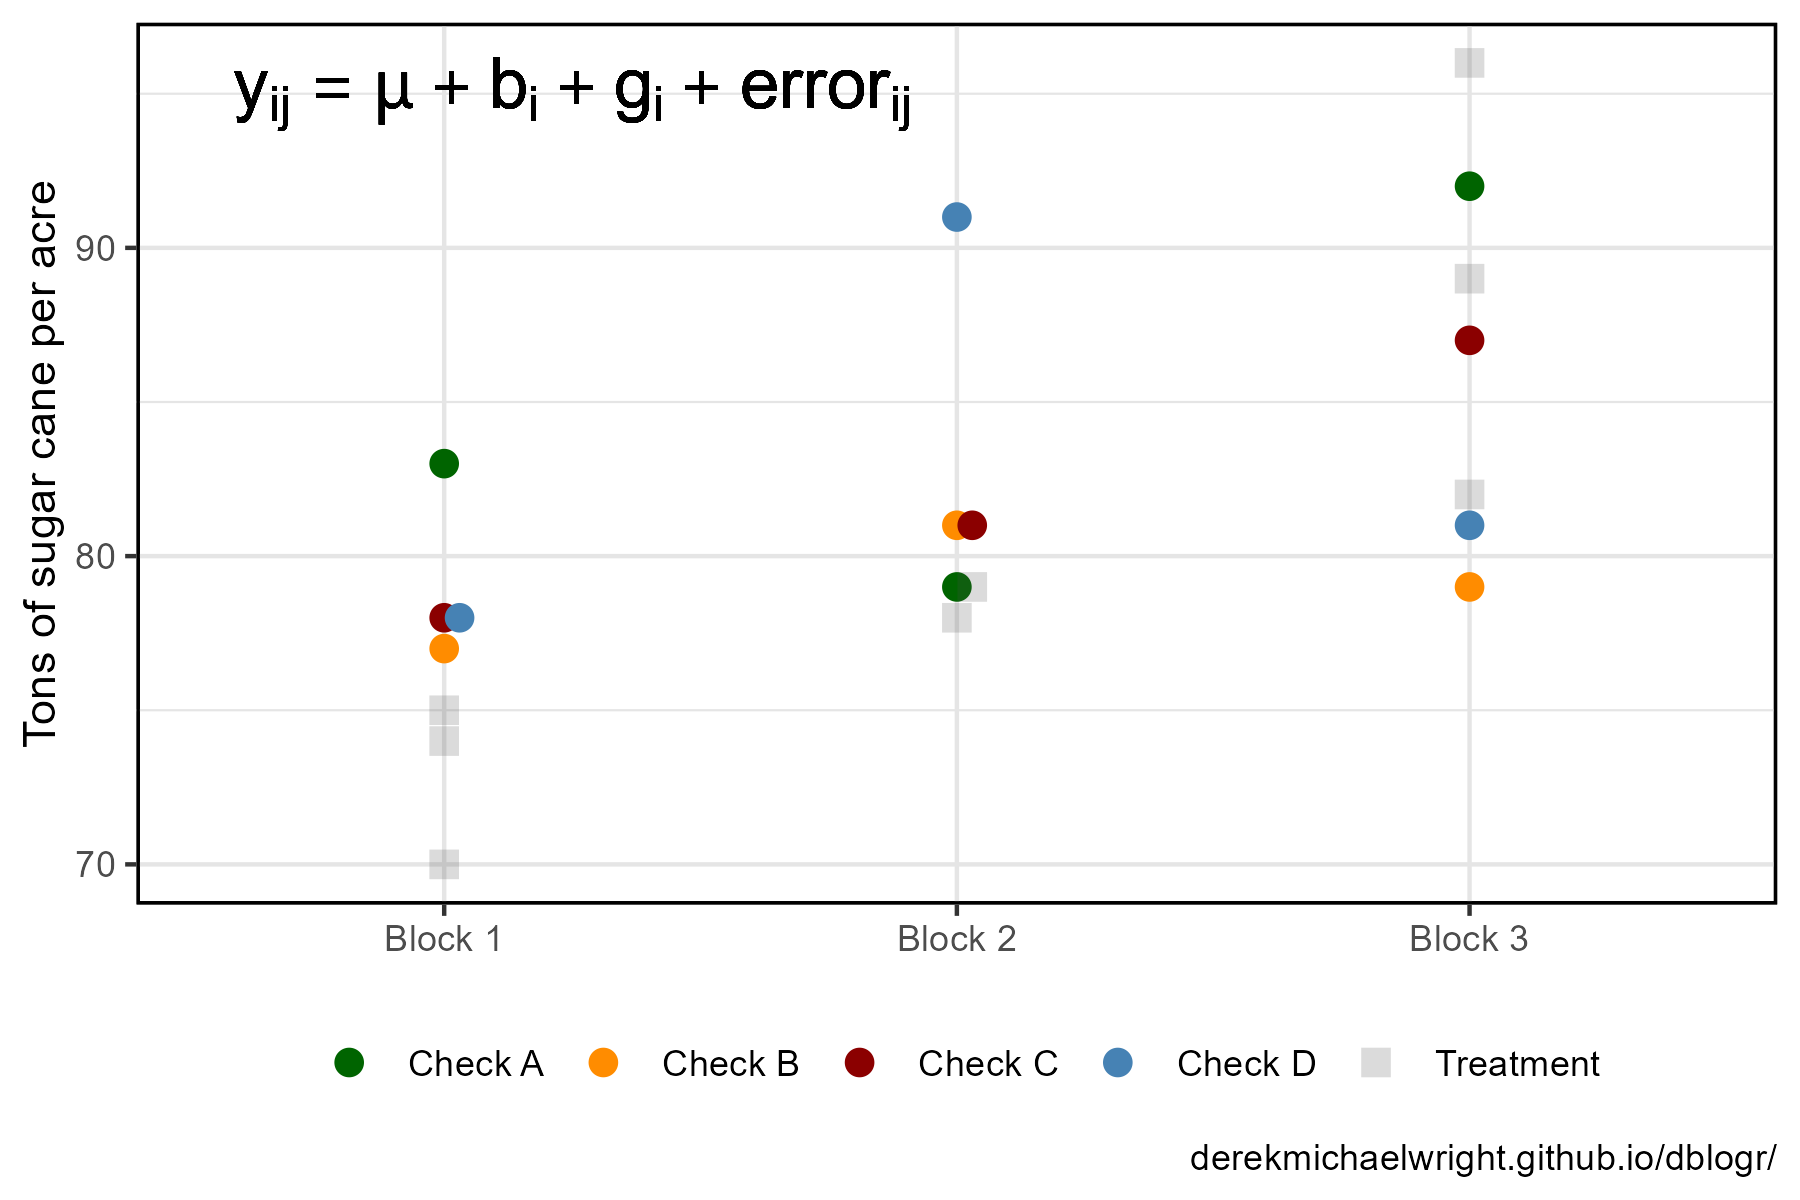 yij = μ + bi + gi + errorij
Tons of sugar cane per acre
90
80
70
Block 1 Block 2 Block 3
Check A Check B Check C Check D Treatment
derekmichaelwright.github.io/dblogr/